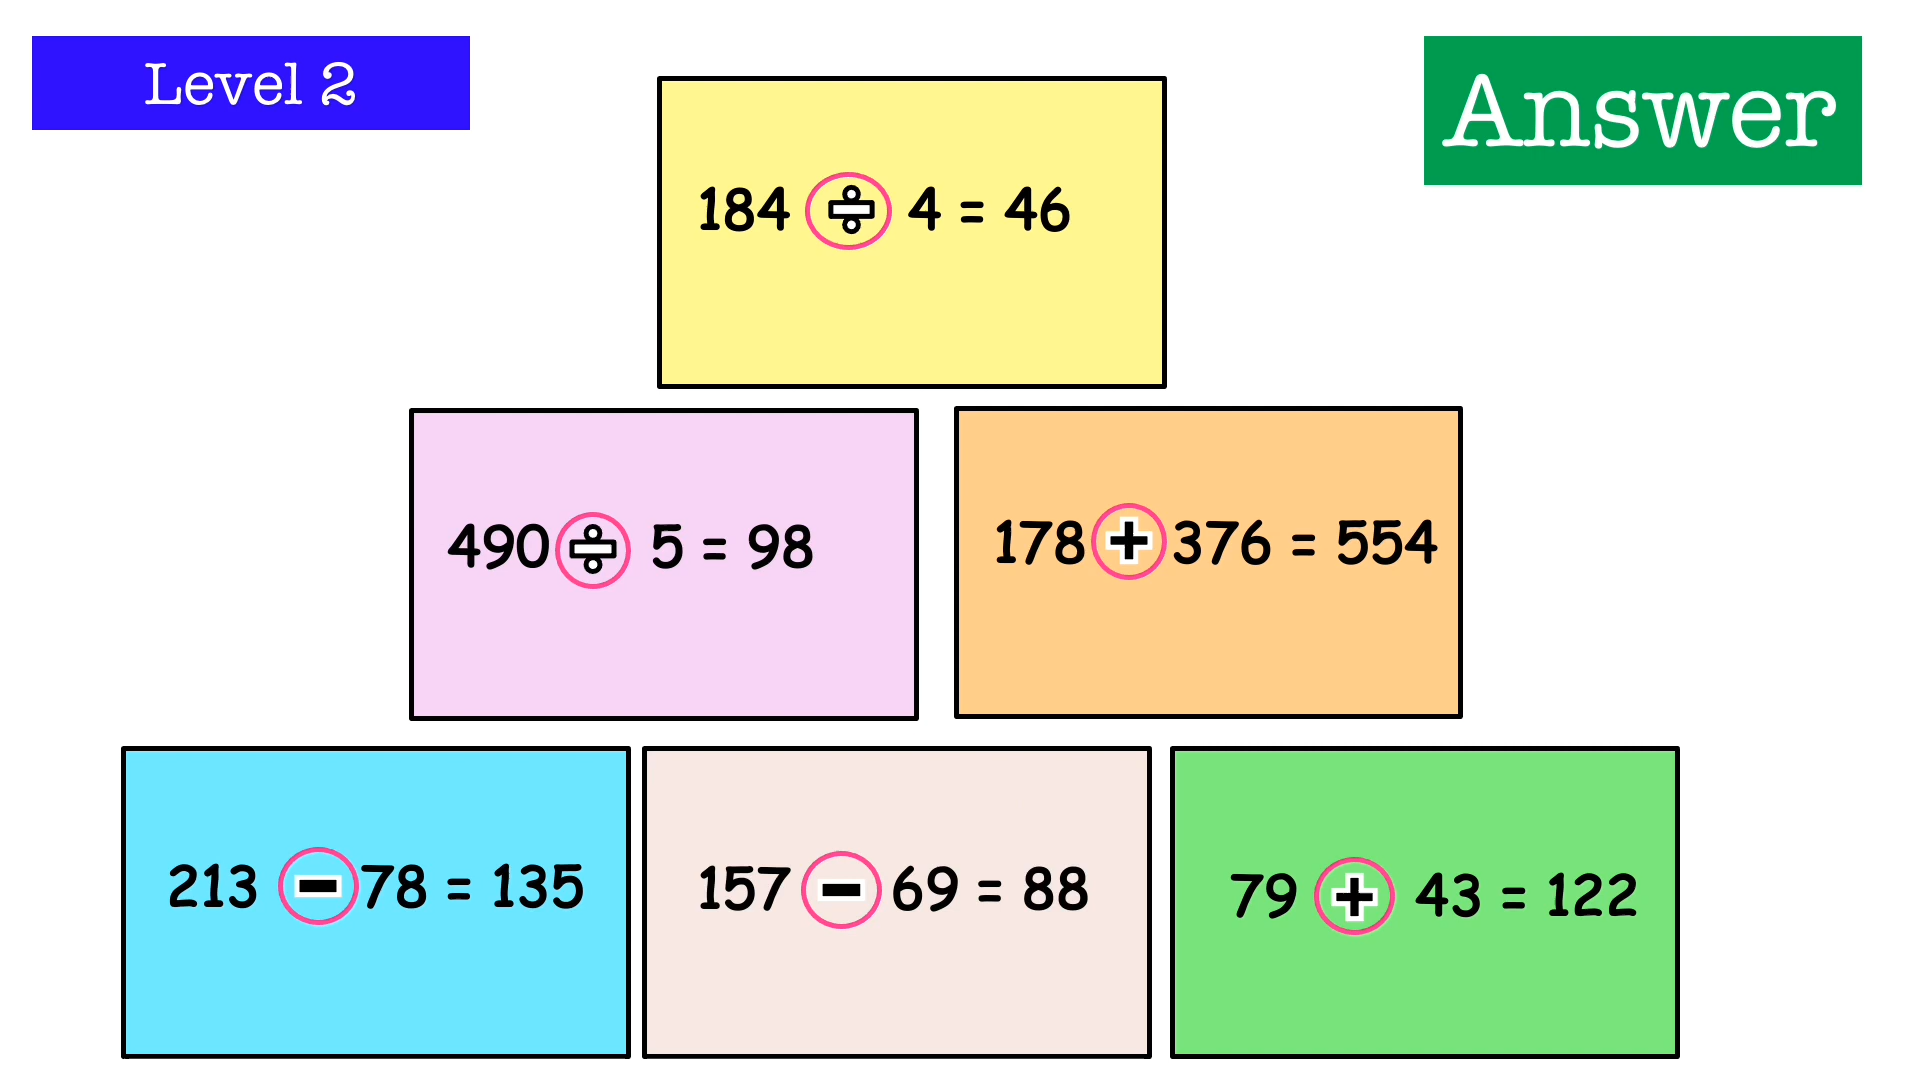 Level 2
Answer
184 ÷ 4 = 46
490 ÷ 5 = 98
178 + 376 = 554
213 - 78 = 135
157 - 69 = 88
79 + 43 = 122